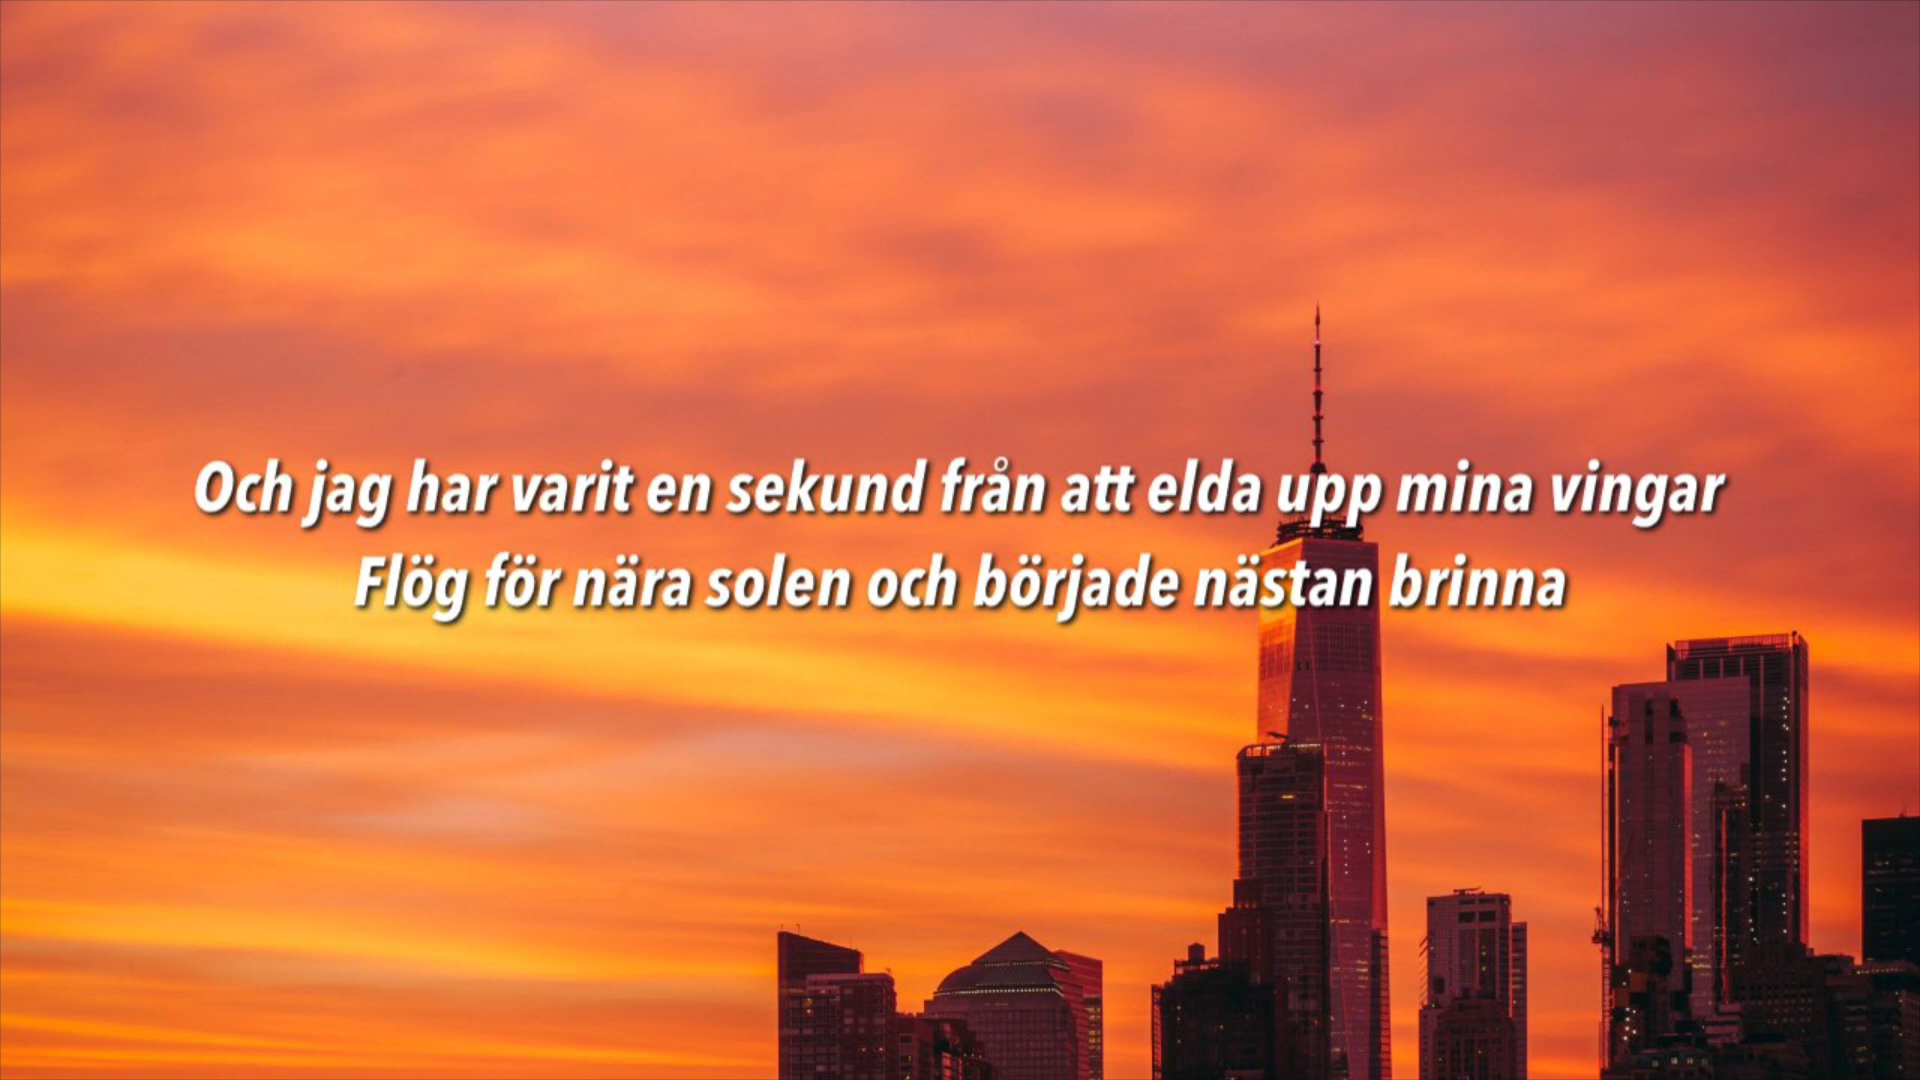 Och jag har varit en sekund från att elda upp mina vingar
Flög för nära solen och började nästan brinna